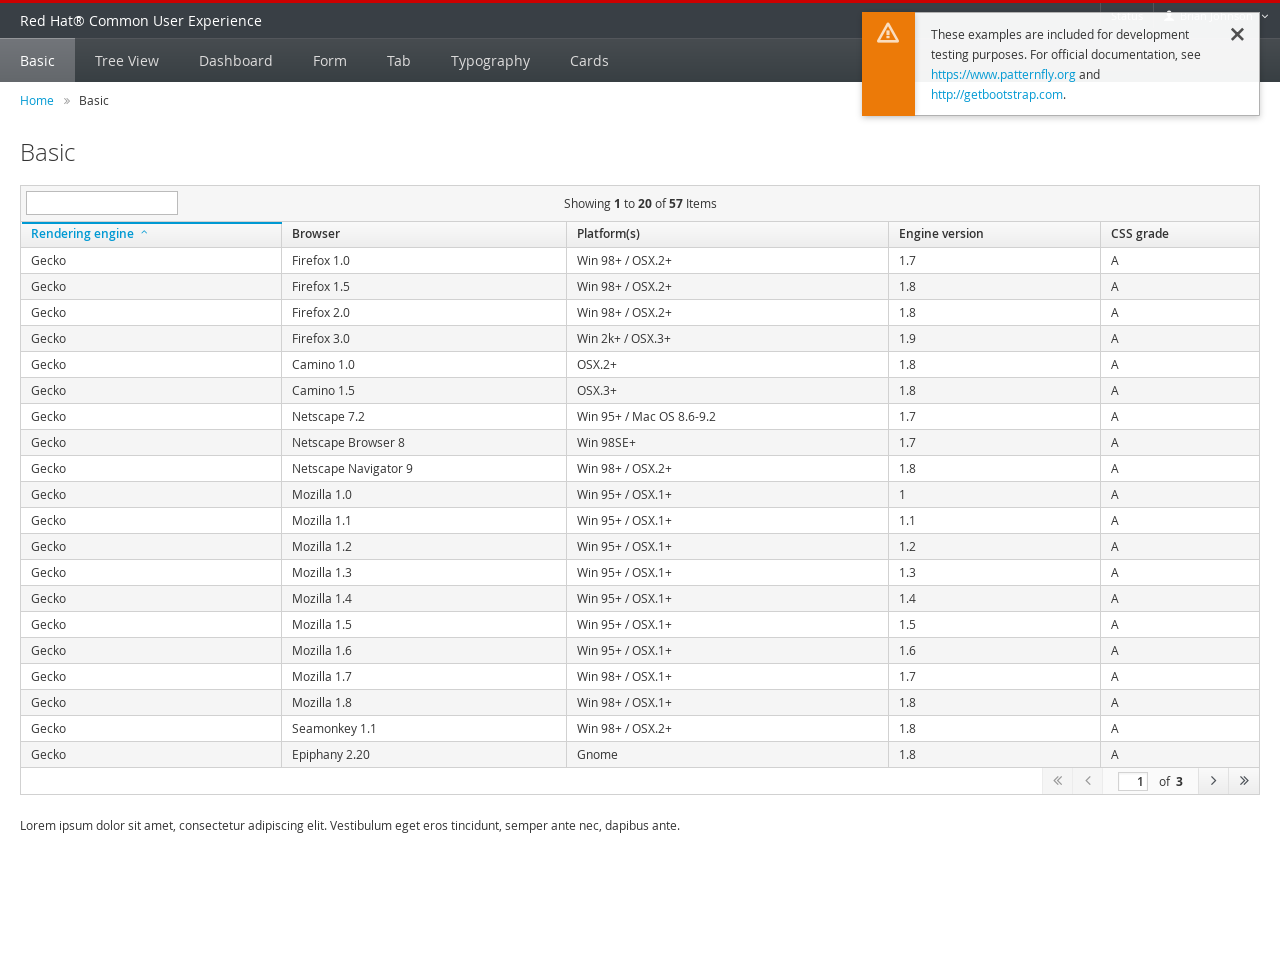 Red Hat® Common User Experience
Basic Tree View Dashboard Form Tab Typography Cards
These examples are included for development
testing purposes. For official documentation, see
https://www.patternfly.org and
http://getbootstrap.com.
Home » Basic
Basic
Showing 1 to 20 of 57 Items
Rendering engine Browser Platform(s) Engine version CSS grade
Gecko Firefox 1.0 Win 98+ / OSX.2+ 1.7 A
Gecko Firefox 1.5 Win 98+ / OSX.2+ 1.8 A
Gecko Firefox 2.0 Win 98+ / OSX.2+ 1.8 A
Gecko Firefox 3.0 Win 2k+ / OSX.3+ 1.9 A
Gecko Camino 1.0 OSX.2+ 1.8 A
Gecko Camino 1.5 OSX.3+ 1.8 A
Gecko Netscape 7.2 Win 95+ / Mac OS 8.6-9.2 1.7 A
Gecko Netscape Browser 8 Win 98SE+ 1.7 A
Gecko Netscape Navigator 9 Win 98+ / OSX.2+ 1.8 A
Gecko Mozilla 1.0 Win 95+ / OSX.1+ 1 A
Gecko Mozilla 1.1 Win 95+ / OSX.1+ 1.1 A
Gecko Mozilla 1.2 Win 95+ / OSX.1+ 1.2 A
Gecko Mozilla 1.3 Win 95+ / OSX.1+ 1.3 A
Gecko Mozilla 1.4 Win 95+ / OSX.1+ 1.4 A
Gecko Mozilla 1.5 Win 95+ / OSX.1+ 1.5 A
Gecko Mozilla 1.6 Win 95+ / OSX.1+ 1.6 A
Gecko Mozilla 1.7 Win 98+ / OSX.1+ 1.7 A
Gecko Mozilla 1.8 Win 98+ / OSX.1+ 1.8 A
Gecko Seamonkey 1.1 Win 98+ / OSX.2+ 1.8 A
Gecko Epiphany 2.20 Gnome 1.8 A
1 of 3
Lorem ipsum dolor sit amet, consectetur adipiscing elit. Vestibulum eget eros tincidunt, semper ante nec, dapibus ante.